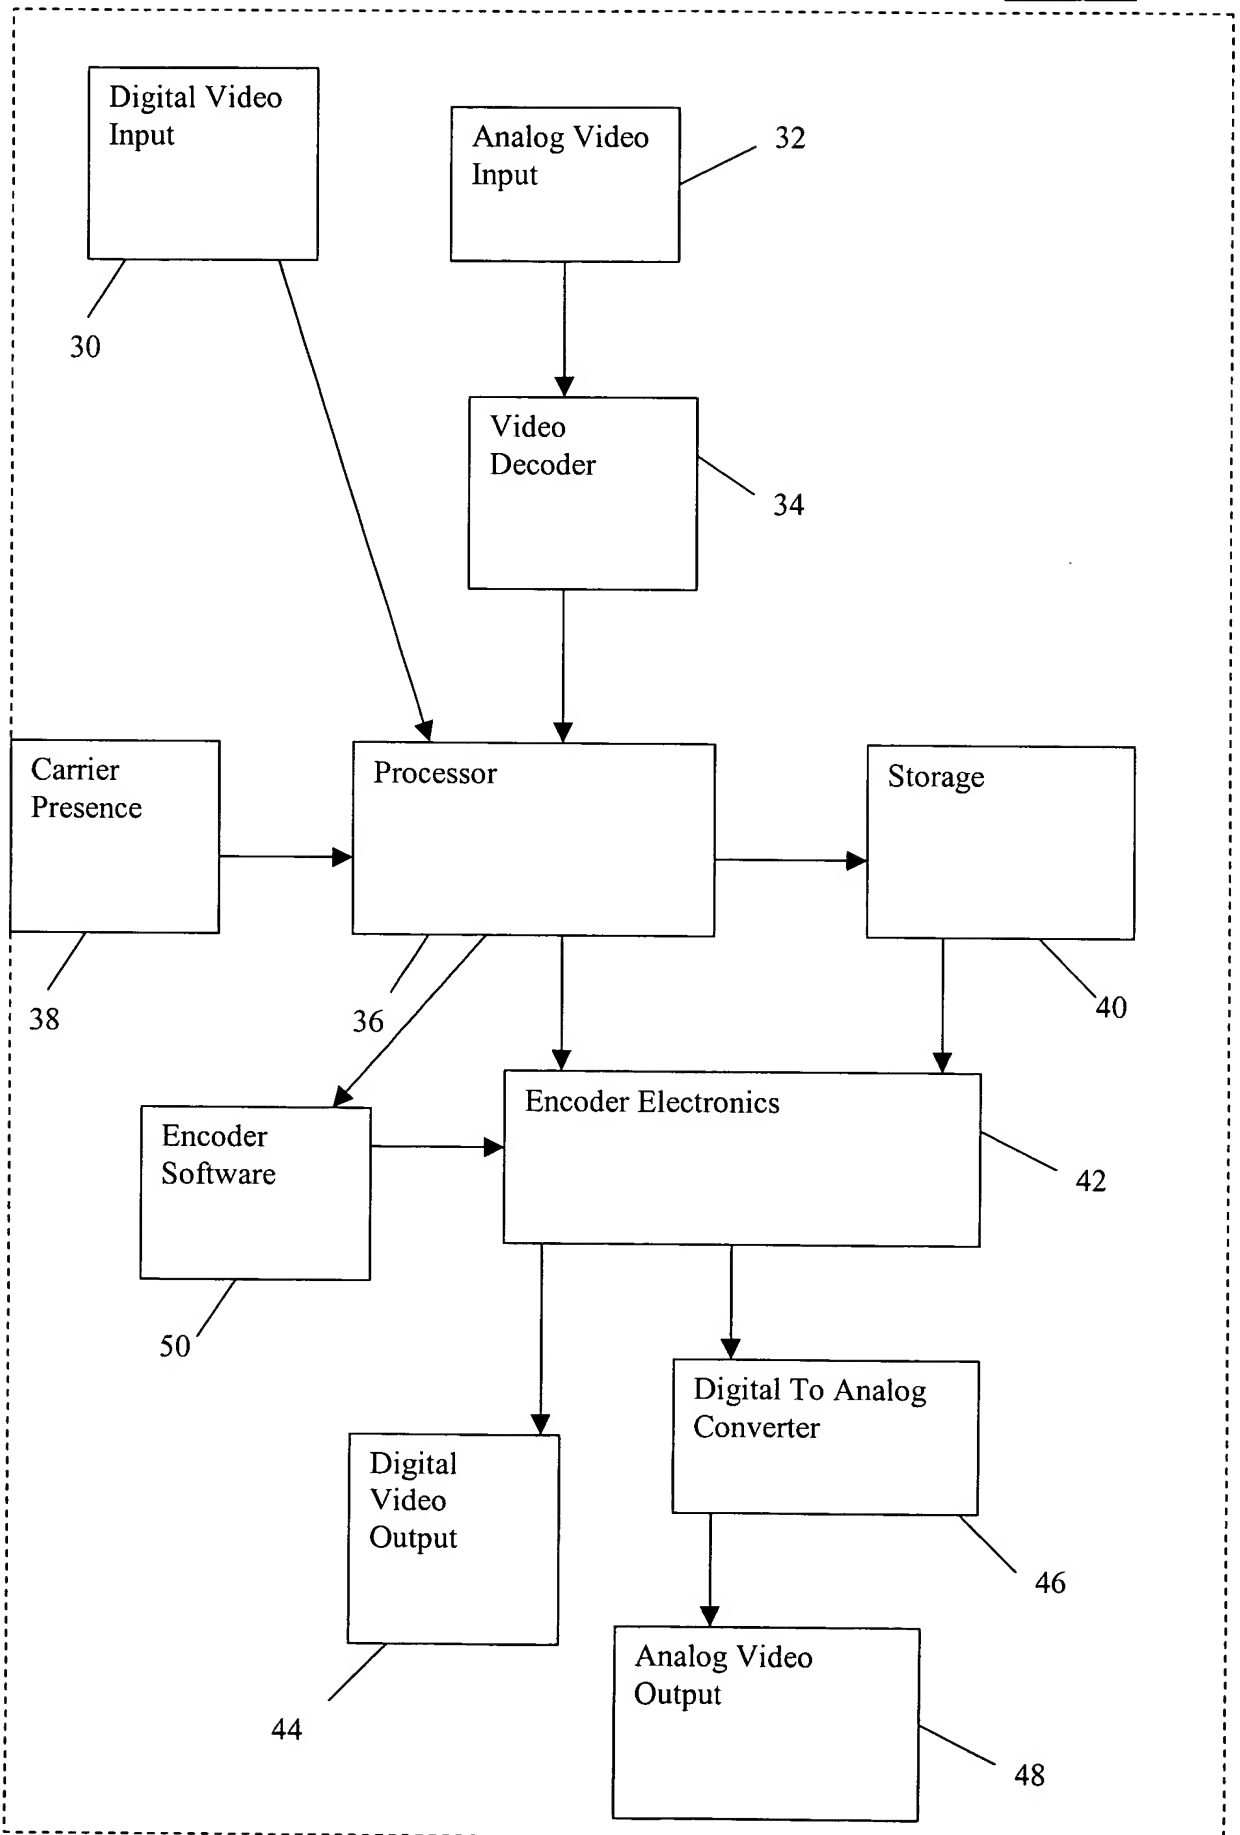 Digital Video
Input
Analog Video
Input
32
30
Video
Decoder
34
Carrier
Presence
Processor
Storage
38
36
40
Encoder Electronics
Encoder
Software
42
50
Digital To Analog
Converter
Digital
Video
Output
46
Analog Video
Output
44
48